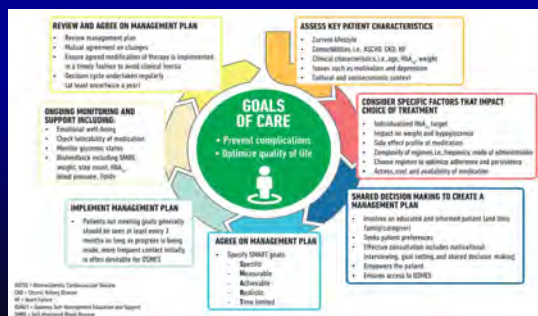 REVIEW AND AGREE ON MANAGEMENT PLAN
• Review management plan
• Mutual agreement on changes
• Ensure agreed modification of therapy is implemented
in a timely fashion to avoid clinical inertia
• Decision cycle undertaken regularly
(at least once/twice a year)
ASSESS KEY PATIENT CHARACTERISTICS
• Current lifestyle
• Comorbidities, i.e., ASCVD, CKD, HF
• Clinical characteristics, i.e., age, HbA1c, weight
• Issues such as motivation and depression
• Cultural and socioeconomic context
CONSIDER SPECIFIC FACTORS THAT IMPACT
CHOICE OF TREATMENT
• Individualized HbA1c target
• Impact on weight and hypoglycemia
• Side effect profile of medication
• Complexity of regimen, i.e., frequency, mode of administration
• Choose regimen to optimize adherence and persistence
• Access, cost, and availability of medication
SHARED DECISION MAKING TO CREATE A
MANAGEMENT PLAN
• Involves an educated and informed patient (and their
family/caregiver)
• Seeks patient preferences
• Effective consultation includes motivational
interviewing, goal setting, and shared decision making
• Empowers the patient
• Ensures access to DSMES
AGREE ON MANAGEMENT PLAN
• Specify SMART goals:
- Specific
- Measurable
- Achievable
- Realistic
- Time limited
IMPLEMENT MANAGEMENT PLAN
• Patients not meeting goals generally
should be seen at least every 3
months as long as progress is being
made; more frequent contact initially
is often desirable for DSMES
ONGOING MONITORING AND
SUPPORT INCLUDING:
• Emotional well-being
• Check tolerability of medication
• Monitor glycemic status
• Biofeedback including SMBG,
weight, step count, HbA1c,
blood pressure, lipids
GOALS
OF CARE
• Prevent complications
• Optimize quality of life
ASCVD = Atherosclerotic Cardiovascular Disease
CKD = Chronic Kidney Disease
HF = Heart Failure
DSMES = Diabetes Self-Management Education and Support
SMBG = Self-Monitored Blood Glucose